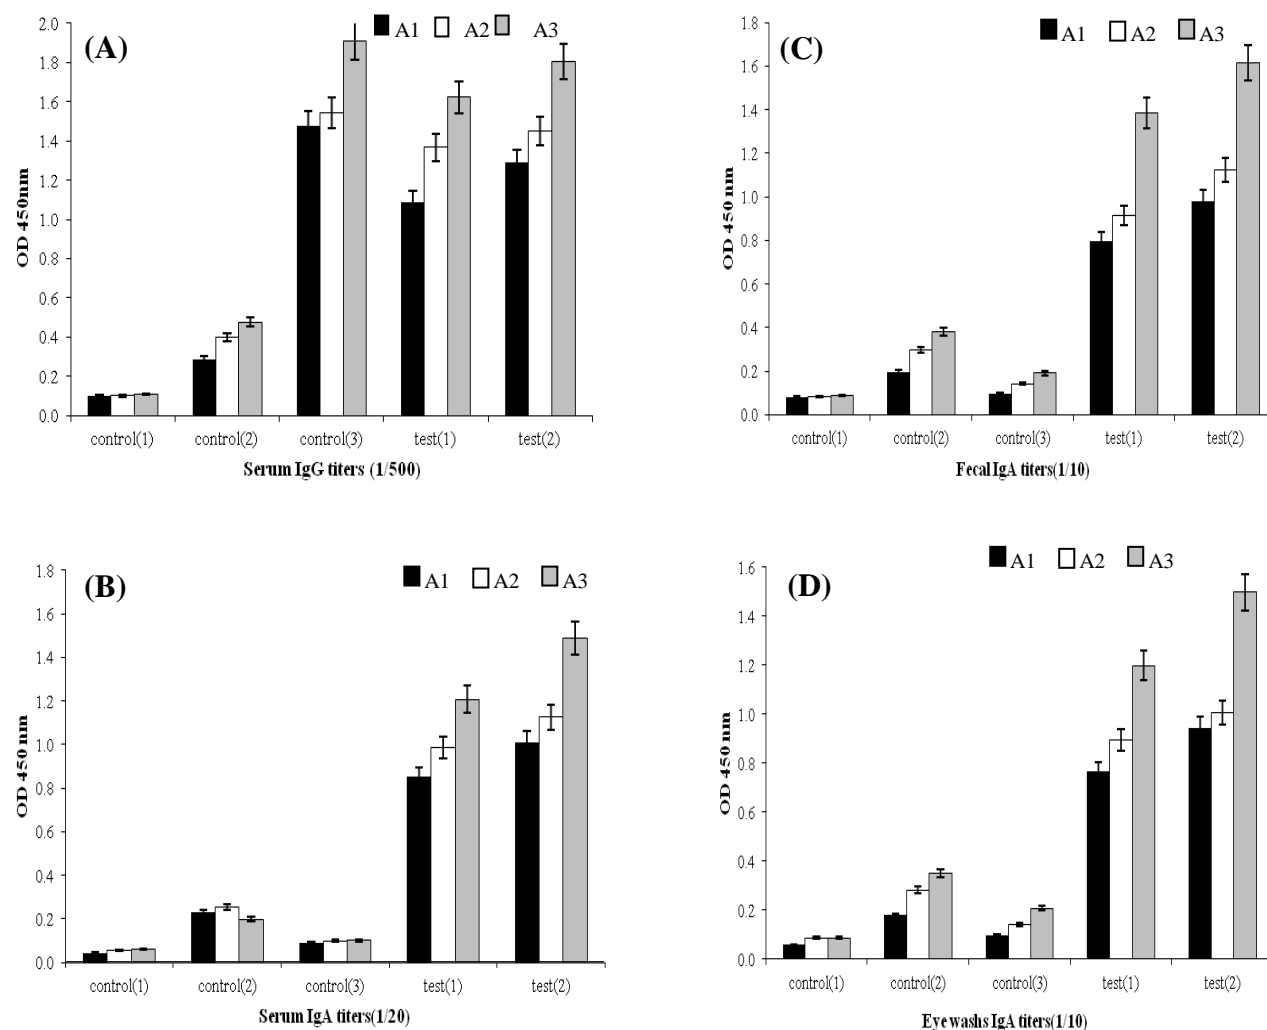 (A)
A1 A2 A3
OD 450nm
2.0
1.8
1.6
1.4
1.2
1.0
0.8
0.6
0.4
0.2
0.0
control(1) control(2) control(3) test(1) test(2)
Serum IgG titers (1/500)
(C)
A1 A2 A3
OD 450 nm
1.8
1.6
1.4
1.2
1.0
0.8
0.6
0.4
0.2
0.0
control(1) control(2) control(3) test(1) test(2)
Fecal IgA titers(1/10)
(B)
A1 A2 A3
OD 450 nm
1.8
1.6
1.4
1.2
1.0
0.8
0.6
0.4
0.2
0.0
control(1) control(2) control(3) test(1) test(2)
Serum IgA titers(1/20)
(D)
A1 A2 A3
OD 450 nm
1.6
1.4
1.2
1.0
0.8
0.6
0.4
0.2
0.0
control(1) control(2) control(3) test(1) test(2)
Eye washs IgA titers(1/10)